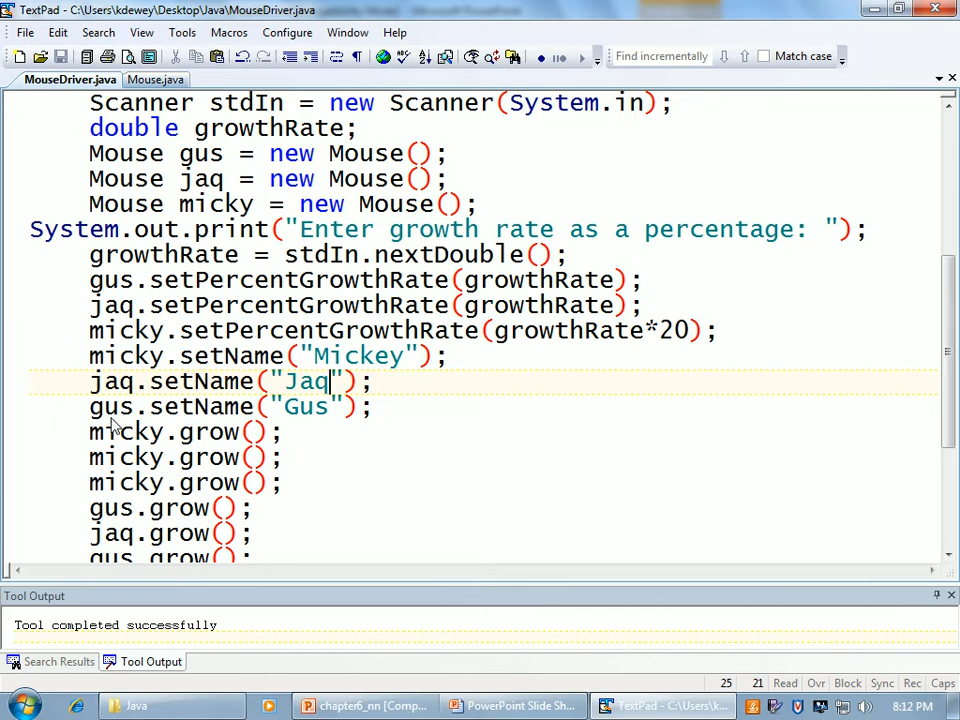 TextPad - C:\Users\kdewey\Desktop\Java\MouseDriver.java
File Edit Search View Tools Macros Configure Window Help
Find incrementally Match case
MouseDriver.java Mouse.java
Scanner stdIn = new Scanner(System.in);
double growthRate;
Mouse gus = new Mouse();
Mouse jaq = new Mouse();
Mouse micky = new Mouse();
System.out.print("Enter growth rate as a percentage: ");
growthRate = stdIn.nextDouble();
gus.setPercentGrowthRate(growthRate);
jaq.setPercentGrowthRate(growthRate);
micky.setPercentGrowthRate(growthRate*20);
micky.setName("Mickey");
jaq.setName("Jaq");
gus.setName("Gus");
micky.grow();
micky.grow();
micky.grow();
gus.grow();
jaq.grow();
gus.grow();
Tool Output
Tool completed successfully
Search Results Tool Output
25 21 Read Ovr Block Sync Rec Caps
Java chapter6_nn [Comp... PowerPoint Slide Sh... TextPad - C:\Users\k... 8:12 PM